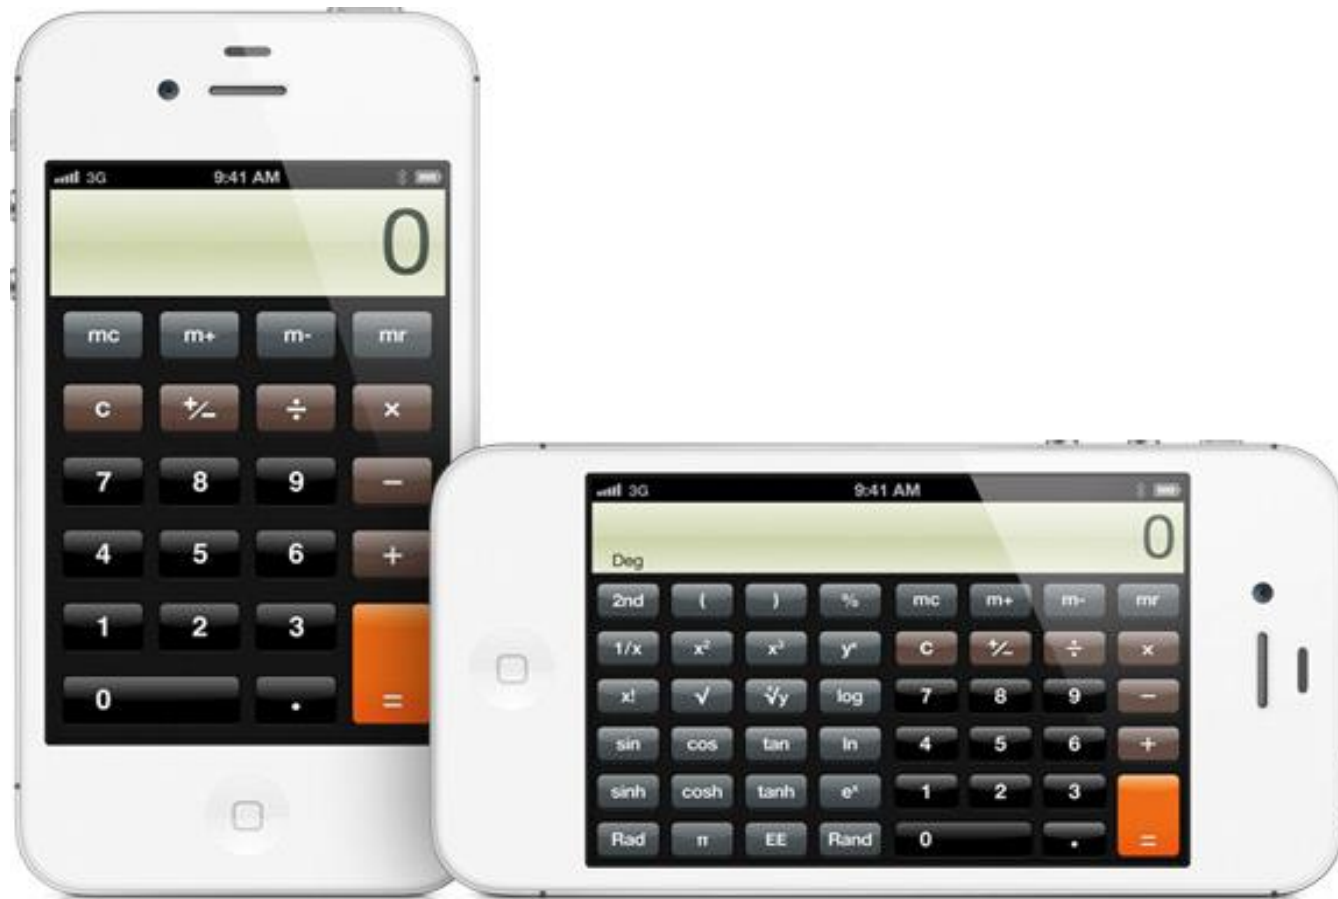 3G 9:41 AM
0
mc m+ m- mr
c +/− ÷ ×
7 8 9 −
4 5 6 +
1 2 3
0 . =
3G 9:41 AM
0
Deg
2nd ( ) % mc m+ m- mr
1/x x² x³ yˣ c +/− ÷ ×
x! √ ˣ√y log 7 8 9 −
sin cos tan ln 4 5 6 +
sinh cosh tanh eˣ 1 2 3
Rad π EE Rand 0 . =